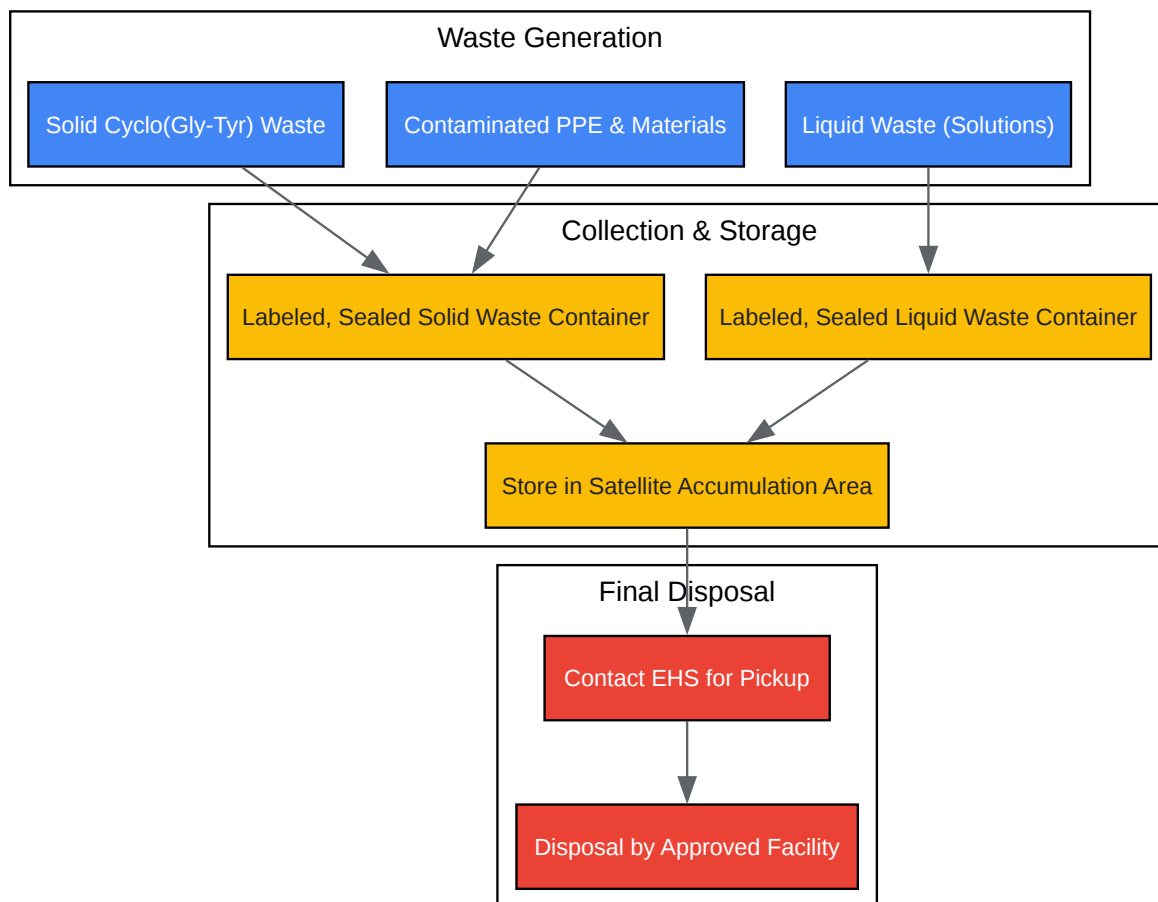 Waste Generation
Solid Cyclo(Gly-Tyr) Waste
Contaminated PPE & Materials
Liquid Waste (Solutions)
Collection & Storage
Labeled, Sealed Solid Waste Container
Labeled, Sealed Liquid Waste Container
Store in Satellite Accumulation Area
Final Disposal
Contact EHS for Pickup
Disposal by Approved Facility